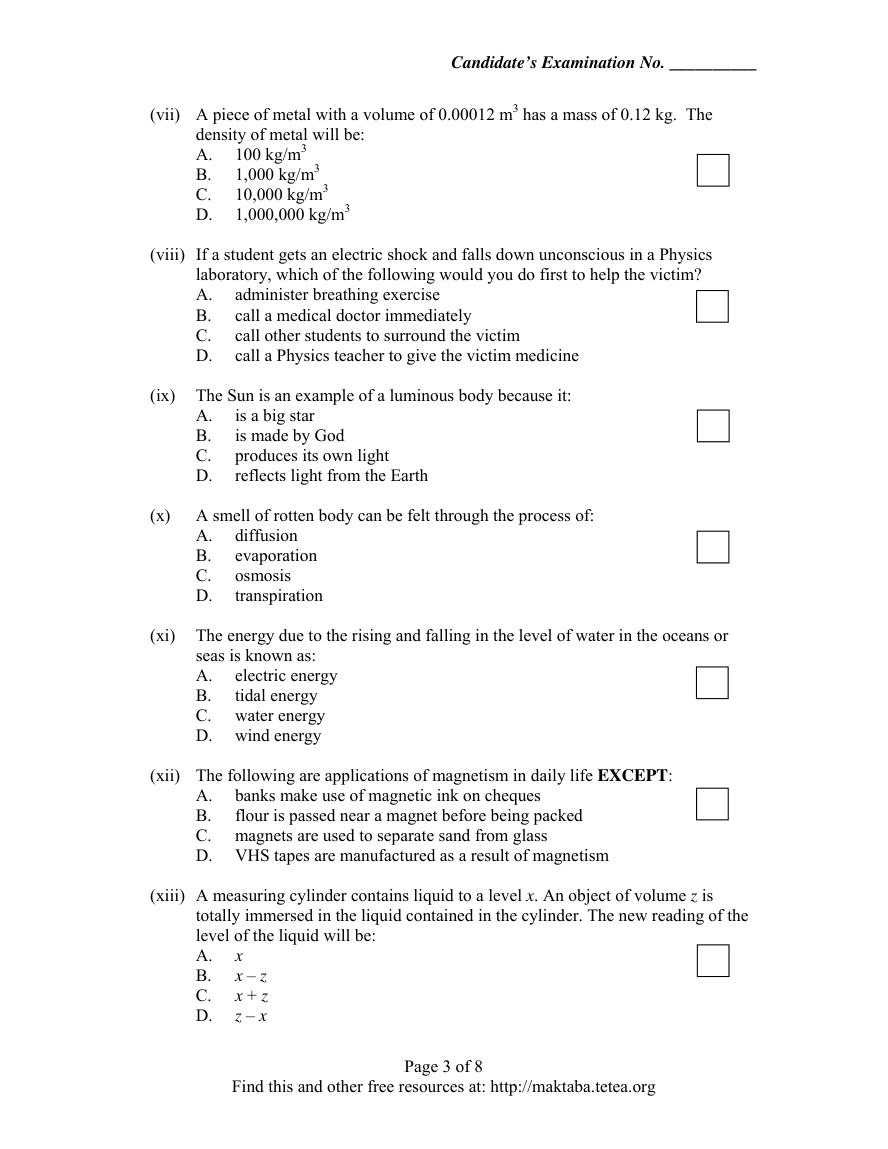 Candidate's Examination No. __________
(vii) A piece of metal with a volume of 0.00012 m³ has a mass of 0.12 kg. The
density of metal will be:
A. 100 kg/m³
B. 1,000 kg/m³
C. 10,000 kg/m³
D. 1,000,000 kg/m³
(viii) If a student gets an electric shock and falls down unconscious in a Physics
laboratory, which of the following would you do first to help the victim?
A. administer breathing exercise
B. call a medical doctor immediately
C. call other students to surround the victim
D. call a Physics teacher to give the victim medicine
(ix) The Sun is an example of a luminous body because it:
A. is a big star
B. is made by God
C. produces its own light
D. reflects light from the Earth
(x) A smell of rotten body can be felt through the process of:
A. diffusion
B. evaporation
C. osmosis
D. transpiration
(xi) The energy due to the rising and falling in the level of water in the oceans or
seas is known as:
A. electric energy
B. tidal energy
C. water energy
D. wind energy
(xii) The following are applications of magnetism in daily life EXCEPT:
A. banks make use of magnetic ink on cheques
B. flour is passed near a magnet before being packed
C. magnets are used to separate sand from glass
D. VHS tapes are manufactured as a result of magnetism
(xiii) A measuring cylinder contains liquid to a level x. An object of volume z is
totally immersed in the liquid contained in the cylinder. The new reading of the
level of the liquid will be:
A. x
B. x – z
C. x + z
D. z – x
Page 3 of 8
Find this and other free resources at: http://maktaba.tetea.org